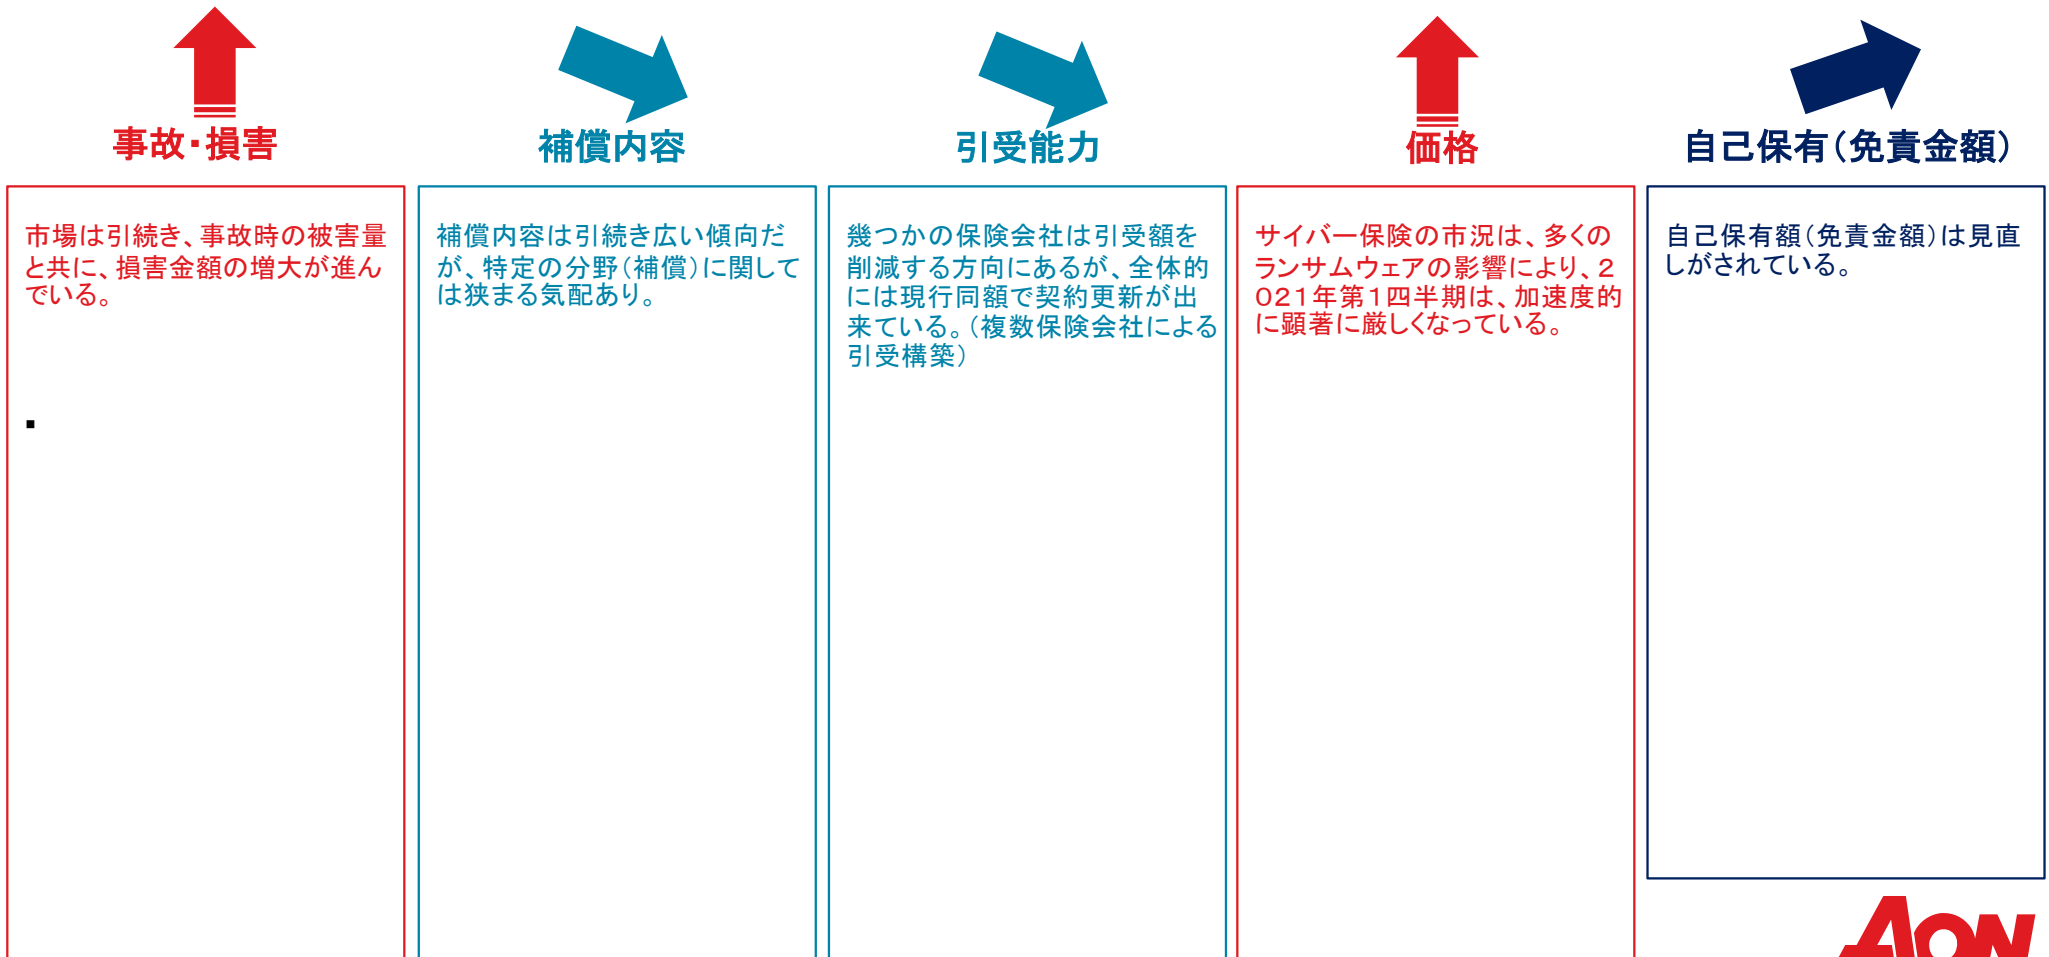 事故・損害
補償内容
引受能力
価格
自己保有(免責金額)
市場は引続き、事故時の被害量
と共に、損害金額の増大が進ん
でいる。
補償内容は引続き広い傾向だ
が、特定の分野(補償)に関して
は狭まる気配あり。
幾つかの保険会社は引受額を
削減する方向にあるが、全体的
には現行同額で契約更新が出
来ている。(複数保険会社による
引受構築)
サイバー保険の市況は、多くの
ランサムウェアの影響により、2
021年第1四半期は、加速度的
に顕著に厳しくなっている。
自己保有額(免責金額)は見直
しがされている。
AON